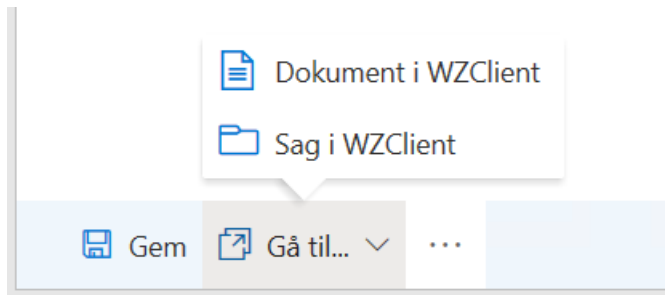 Dokument i WZClient
Sag i WZClient
Gem Gå til... ...